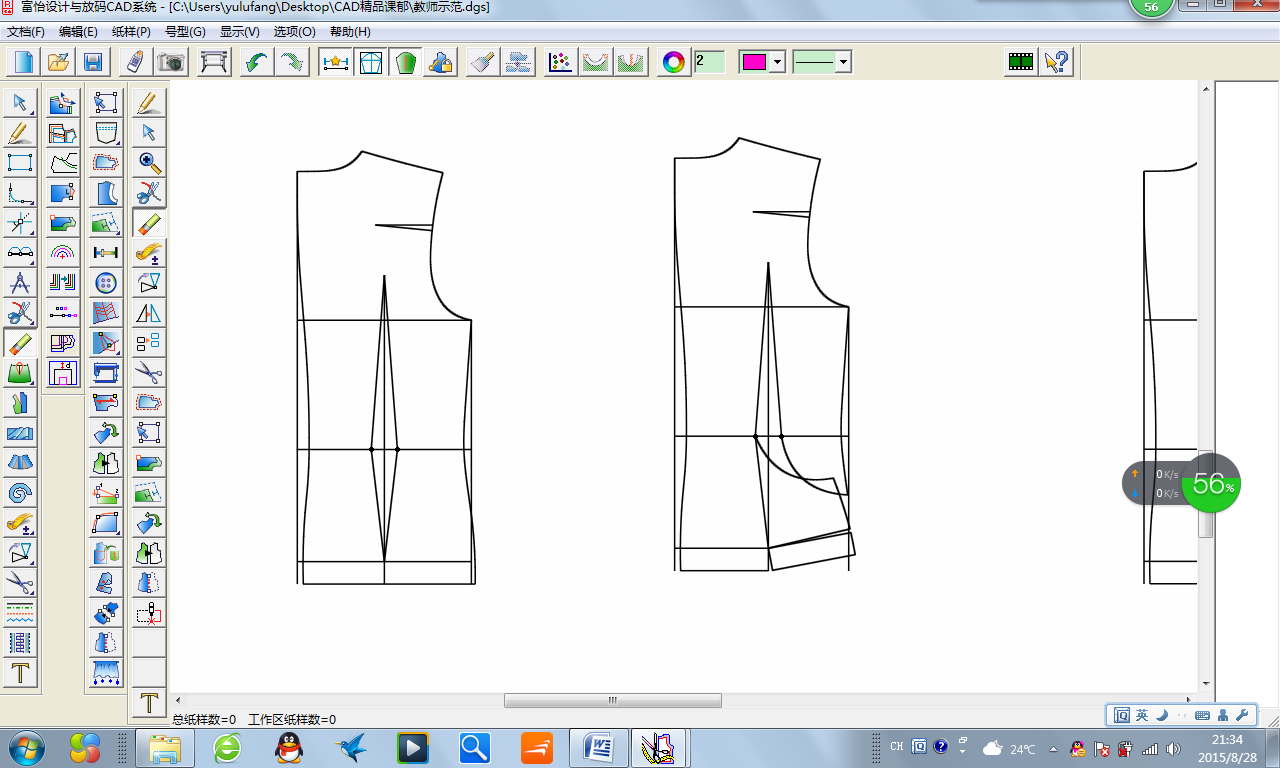 富怡设计与放码CAD系统 - [C:\Users\yulufang\Desktop\CAD精品课郁\教师示范.dgs]
56
文档(F) 编辑(E) 纸样(P) 号型(G) 显示(V) 选项(O) 帮助(H)
2
T
T
0K/s
0K/s
56%
总纸样数=0 工作区纸样数=0
英
CH
24℃
21:34
2015/8/28